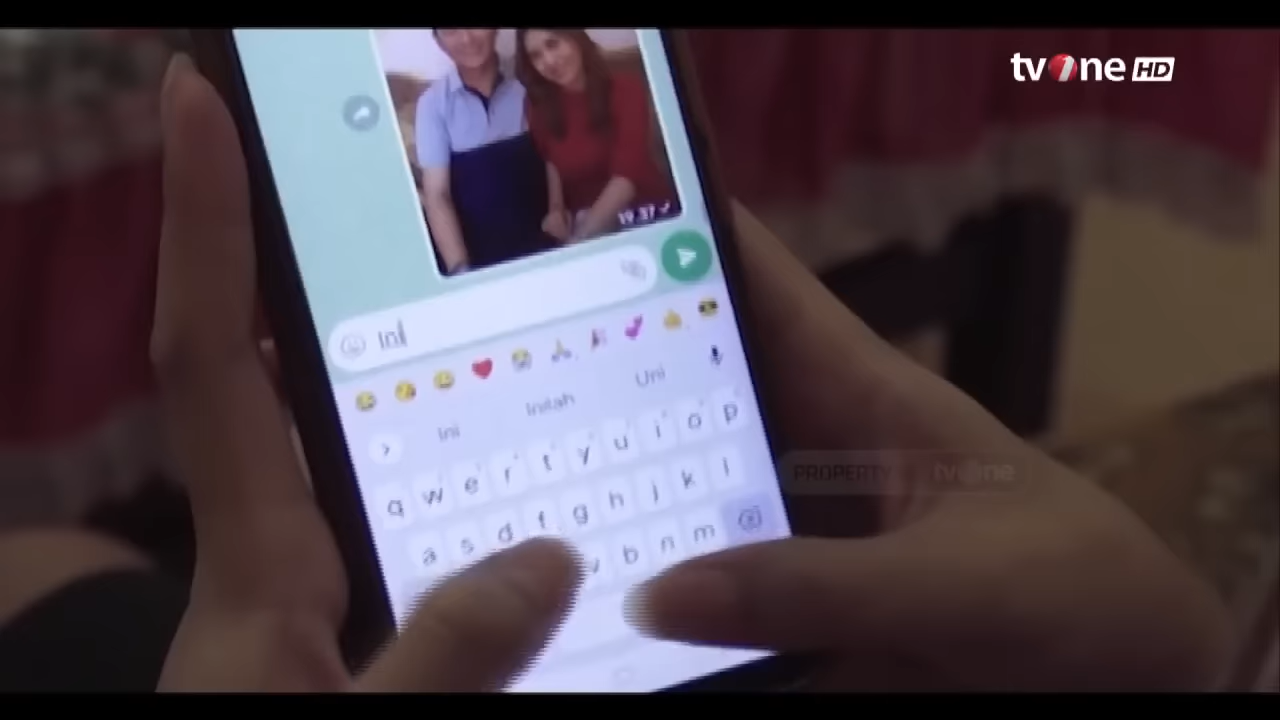 tvOne HD
19.37
Ini
Ini Inilah Uni
q w e r t y u i o p
a s d f g h j k l
v b n m
PROPERTY tvOne